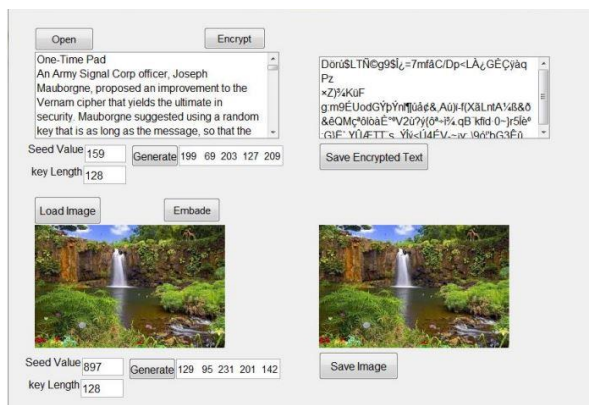 Open
Encrypt
One-Time Pad
An Army Signal Corp officer, Joseph
Mauborgne, proposed an improvement to the
Vernam cipher that yields the ultimate in
security. Mauborgne suggested using a random
key that is as long as the message, so that the
Pz
Seed Value 159
Generate 199 69 203 127 209
key Length 128
Save Encrypted Text
Load Image
Embade
Seed Value 897
Generate 129 95 231 201 142
key Length 128
Save Image